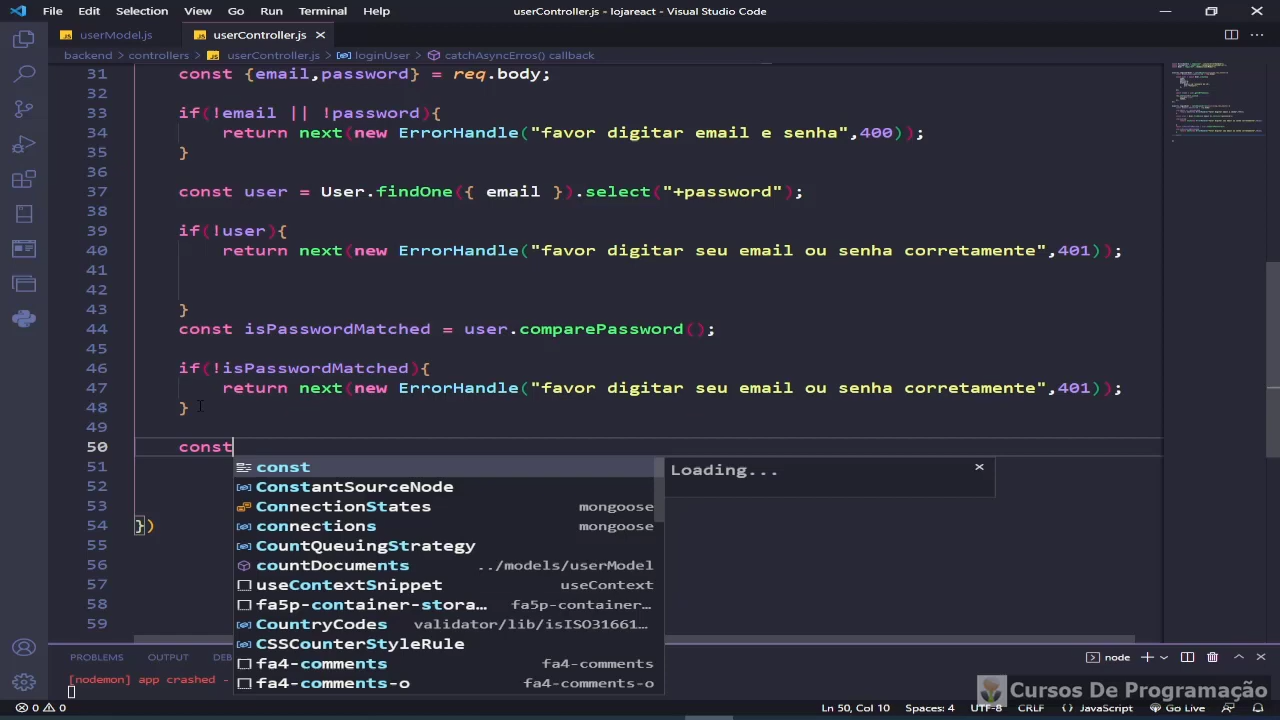 File Edit Selection View Go Run Terminal Help userController.js - lojareact - Visual Studio Code
userModel.js userController.js
backend > controllers > userController.js > loginUser > catchAsyncErros() callback
31 const {email,password} = req.body;
32
33 if(!email || !password){
34 return next(new ErrorHandle("favor digitar email e senha",400));
35 }
36
37 const user = User.findOne({ email }).select("+password");
38
39 if(!user){
40 return next(new ErrorHandle("favor digitar seu email ou senha corretamente",401));
41
42
43 }
44 const isPasswordMatched = user.comparePassword();
45
46 if(!isPasswordMatched){
47 return next(new ErrorHandle("favor digitar seu email ou senha corretamente",401));
48 }
49
50 const
51 const Loading...
52 ConstantSourceNode
53 ConnectionStates mongoose
54 }) connections mongoose
55 CountQueuingStrategy
56 countDocuments ../models/userModel
57 useContextSnippet useContext
58 fa5p-container-stora... fa5p-container...
59 CountryCodes validator/lib/isISO31661...
CSSCounterStyleRule
PROBLEMS OUTPUT DEB fa4-comments fa4-comments node
[nodemon] app crashed - fa4-comments-o fa4-comments-o
Cursos De Programação
0 0 Ln 50, Col 10 Spaces: 4 UTF-8 CRLF JavaScript Go Live